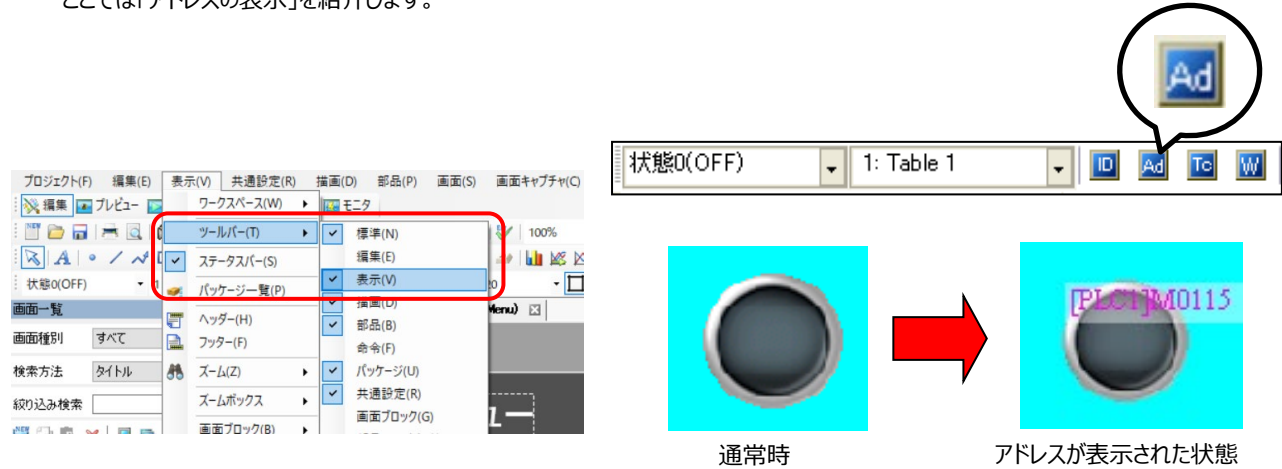 ここでは「アドレスの表示」を紹介します。
Ad
状態0(OFF) 1: Table 1 ID Ad Tc W
プロジェクト(F) 編集(E) 表示(V) 共通設定(R) 描画(D) 部品(P) 画面(S) 画面キャプチャ(C)
編集 プレビュー モニタ
ワークスペース(W)
ツールバー(T)
ステータスバー(S)
パッケージ一覧(P)
ヘッダー(H)
フッター(F)
ズーム(Z)
ズームボックス
画面ブロック(B)
標準(N)
編集(E)
表示(V)
描画(D)
部品(B)
命令(F)
パッケージ(U)
共通設定(R)
画面ブロック(G)
100%
状態0(OFF)
画面一覧
Menu)
画面種別 すべて
検索方法 タイトル
絞り込み検索
ュー
[PLC1]M0115
通常時
アドレスが表示された状態